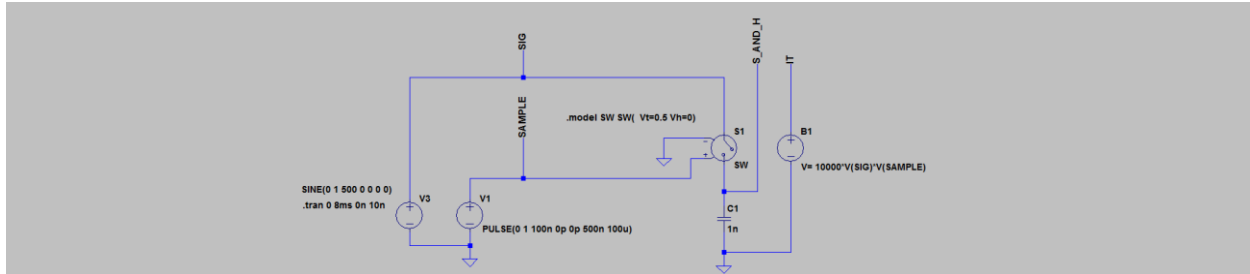 SIG
S_AND_H
IT
SAMPLE
.model SW SW( Vt=0.5 Vh=0)
S1
B1
SW
V= 10000*V(SIG)*V(SAMPLE)
SINE(0 1 500 0 0 0 0)
.tran 0 8ms 0n 10n
V3
V1
PULSE(0 1 100n 0p 0p 500n 100u)
C1
1n